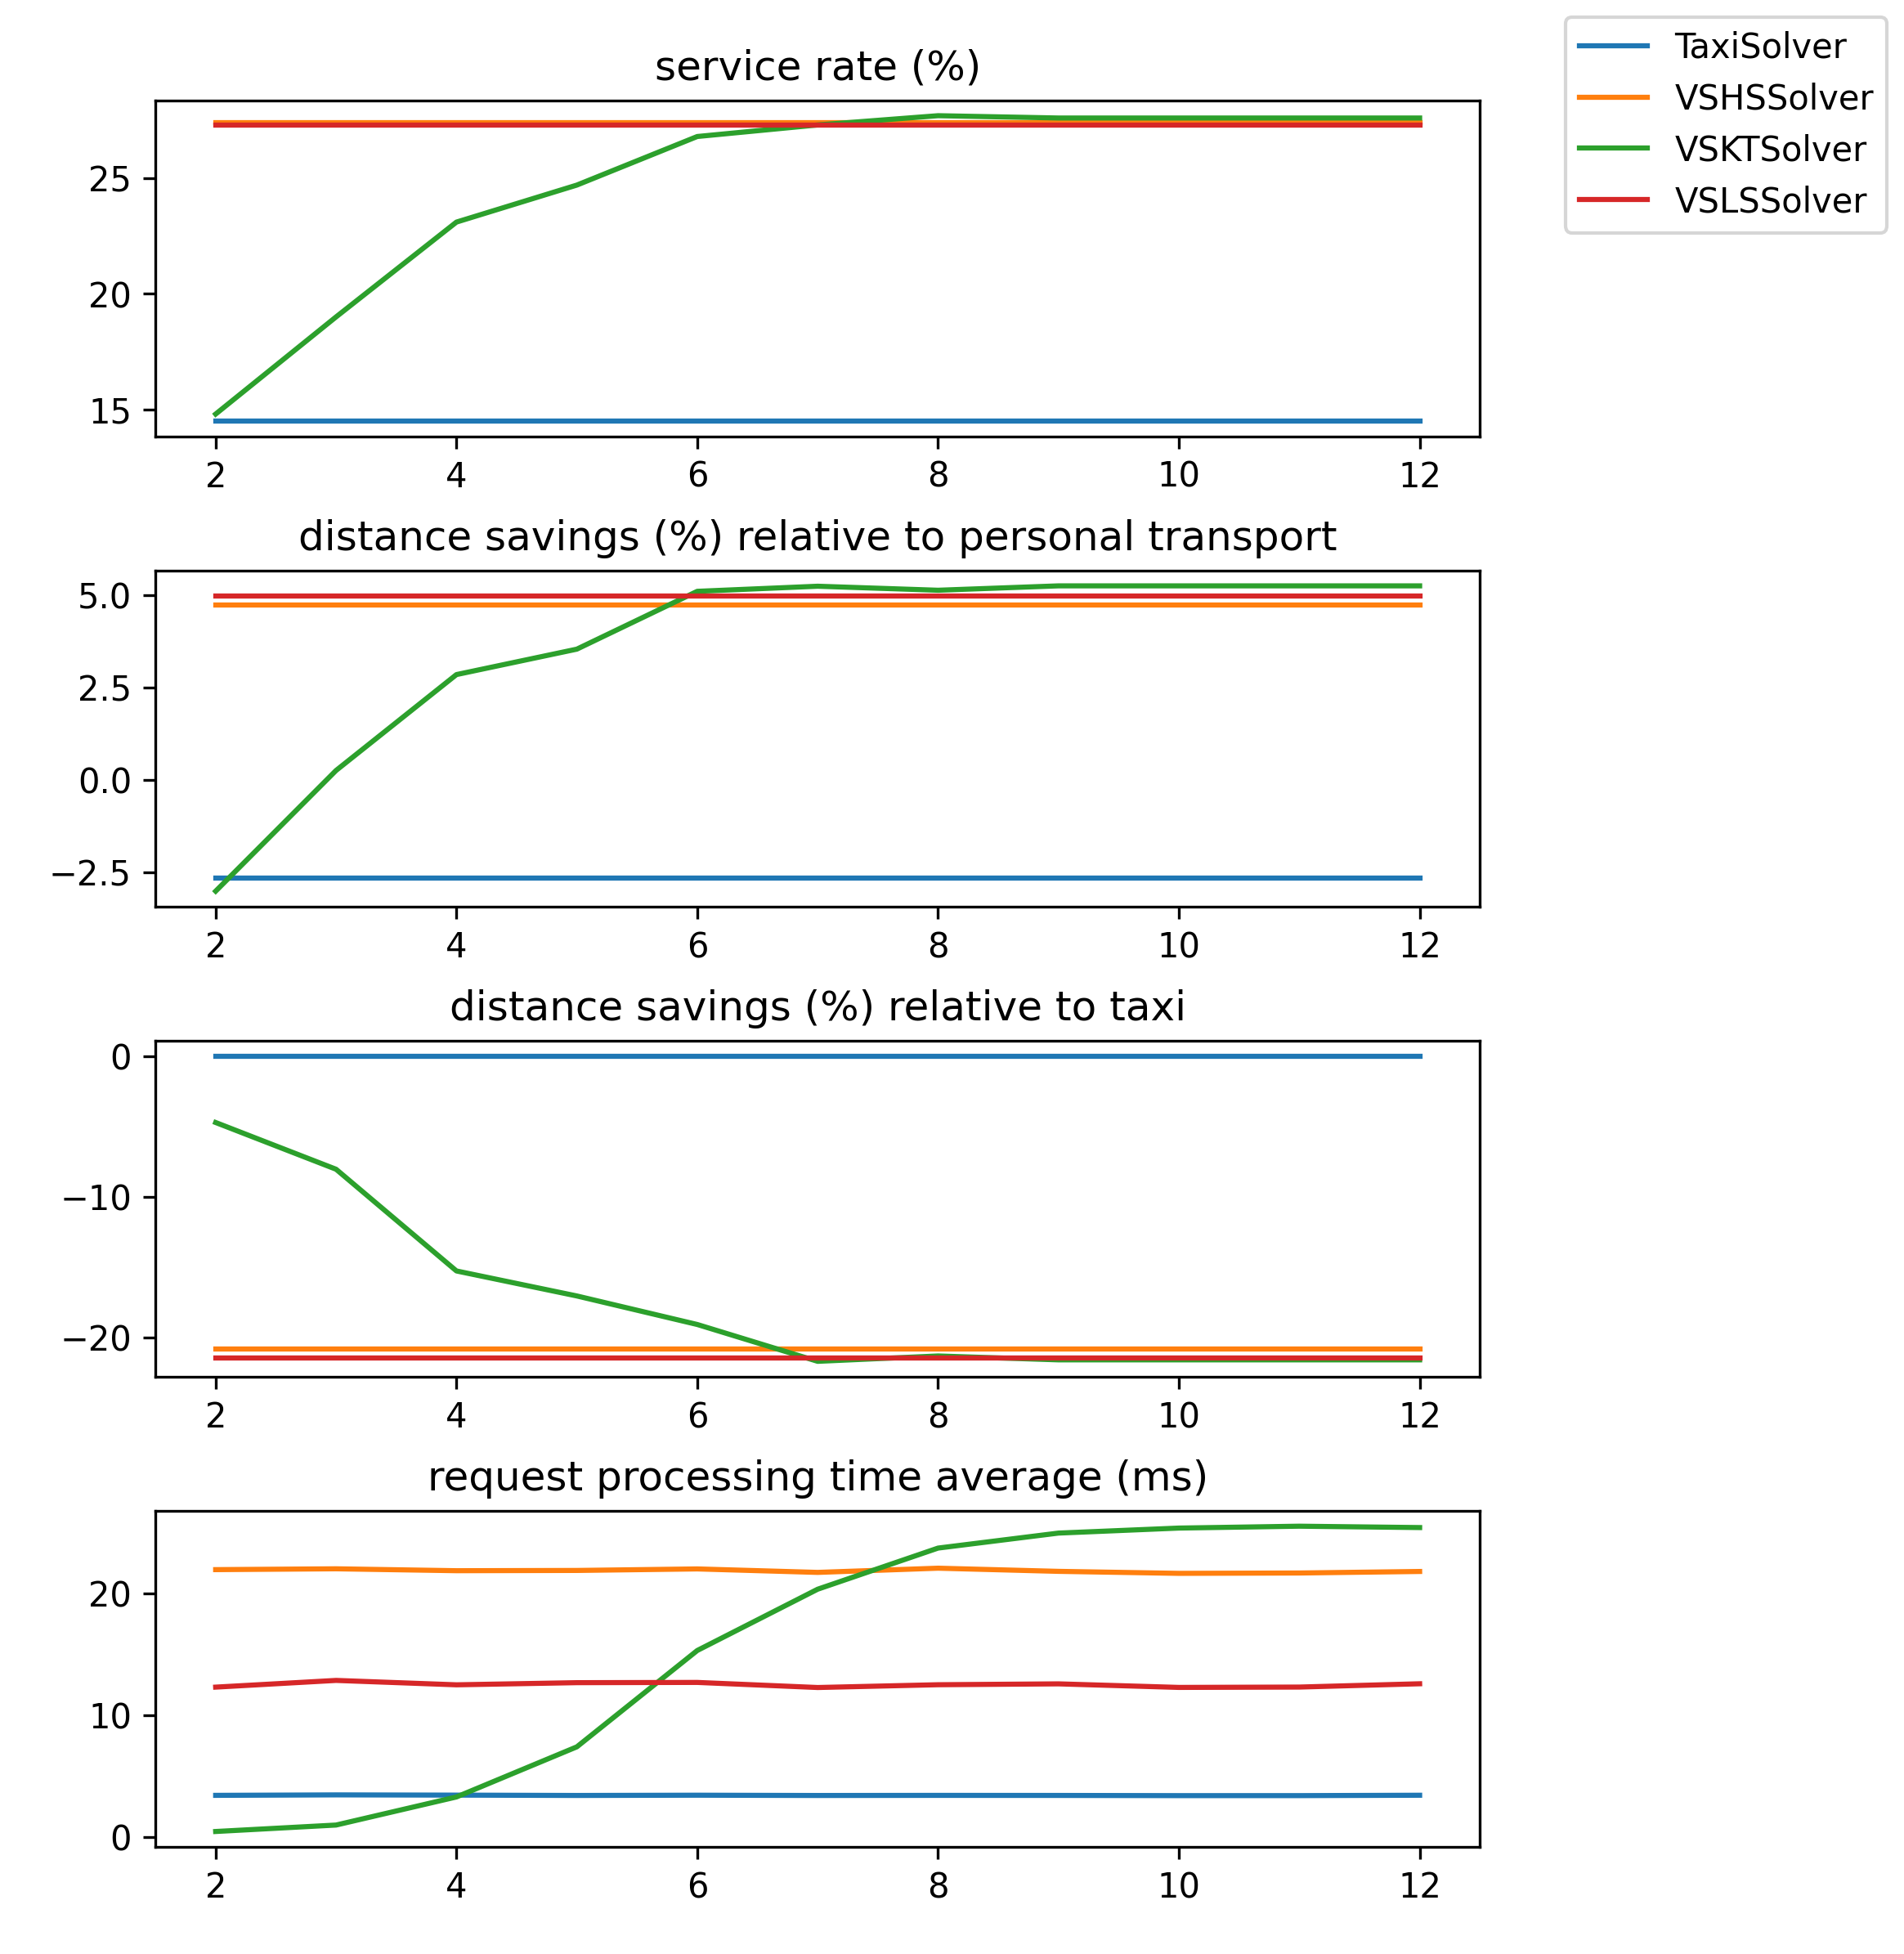 TaxiSolver
VSHSSolver
VSKTSolver
VSLSSolver
service rate (%)
25
20
15
2 4 6 8 10 12
distance savings (%) relative to personal transport
5.0
2.5
0.0
−2.5
2 4 6 8 10 12
distance savings (%) relative to taxi
0
−10
−20
2 4 6 8 10 12
request processing time average (ms)
20
10
0
2 4 6 8 10 12